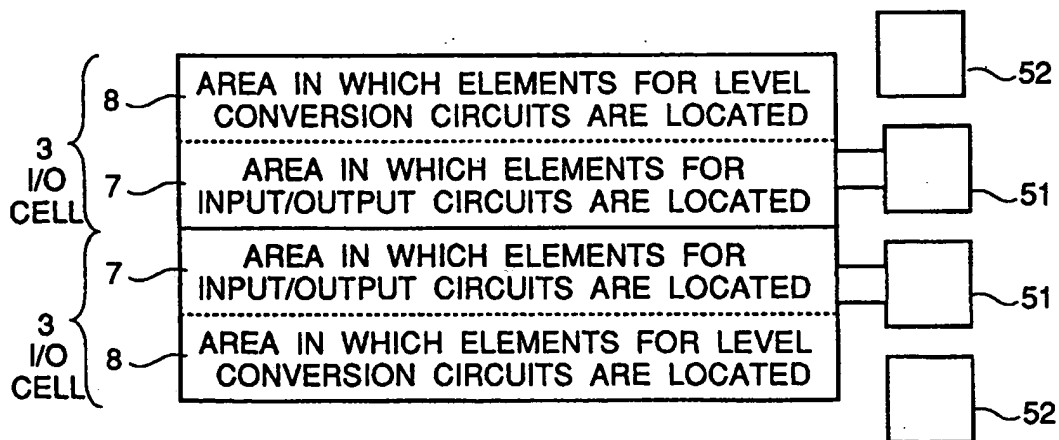 52
8
AREA IN WHICH ELEMENTS FOR LEVEL
CONVERSION CIRCUITS ARE LOCATED
3
I/O
CELL
7
AREA IN WHICH ELEMENTS FOR
INPUT/OUTPUT CIRCUITS ARE LOCATED
51
7
AREA IN WHICH ELEMENTS FOR
INPUT/OUTPUT CIRCUITS ARE LOCATED
51
3
I/O
CELL
8
AREA IN WHICH ELEMENTS FOR LEVEL
CONVERSION CIRCUITS ARE LOCATED
52